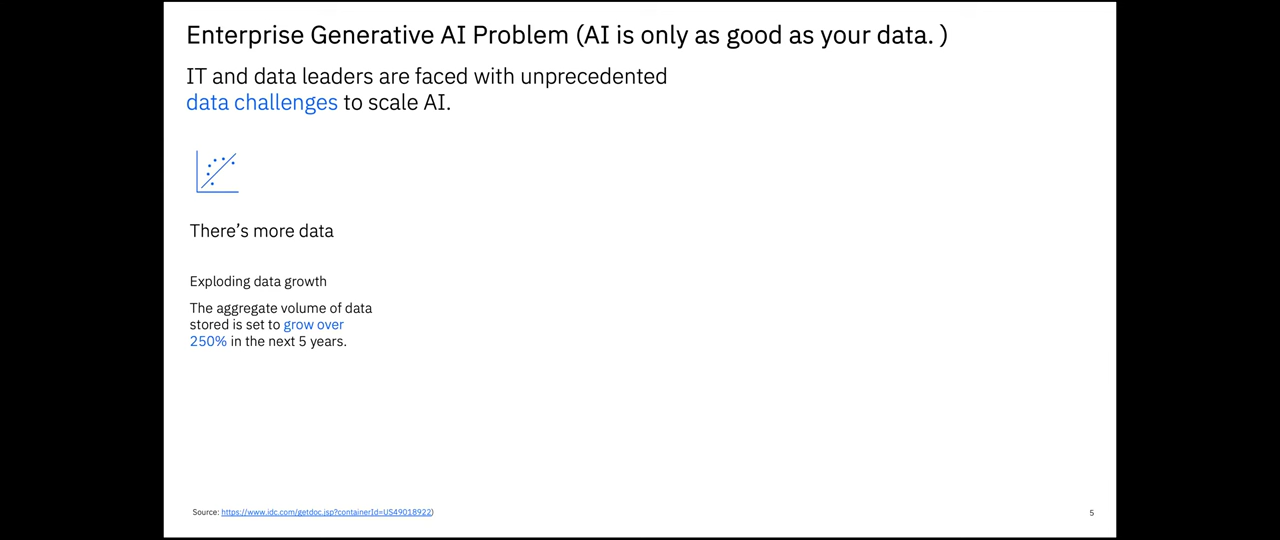 Enterprise Generative AI Problem (AI is only as good as your data. )
IT and data leaders are faced with unprecedented
data challenges to scale AI.
There’s more data
Exploding data growth
The aggregate volume of data
stored is set to grow over
250% in the next 5 years.
Source: https://www.idc.com/getdoc.jsp?containerId=US49018922)
5